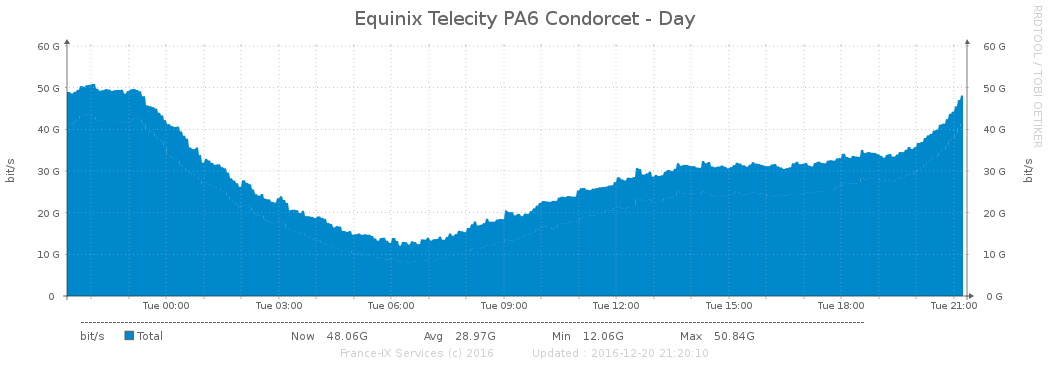 Equinix Telecity PA6 Condorcet - Day
RRDTOOL / TOBI OETIKER
60 G 60 G
50 G 50 G
40 G 40 G
30 G 30 G
20 G 20 G
10 G 10 G
0 0 G
bit/s bit/s
Tue 00:00 Tue 03:00 Tue 06:00 Tue 09:00 Tue 12:00 Tue 15:00 Tue 18:00 Tue 21:00
bit/s Total Now 48.06G Avg 28.97G Min 12.06G Max 50.84G
France-IX Services (c) 2016 Updated : 2016-12-20 21:20:10